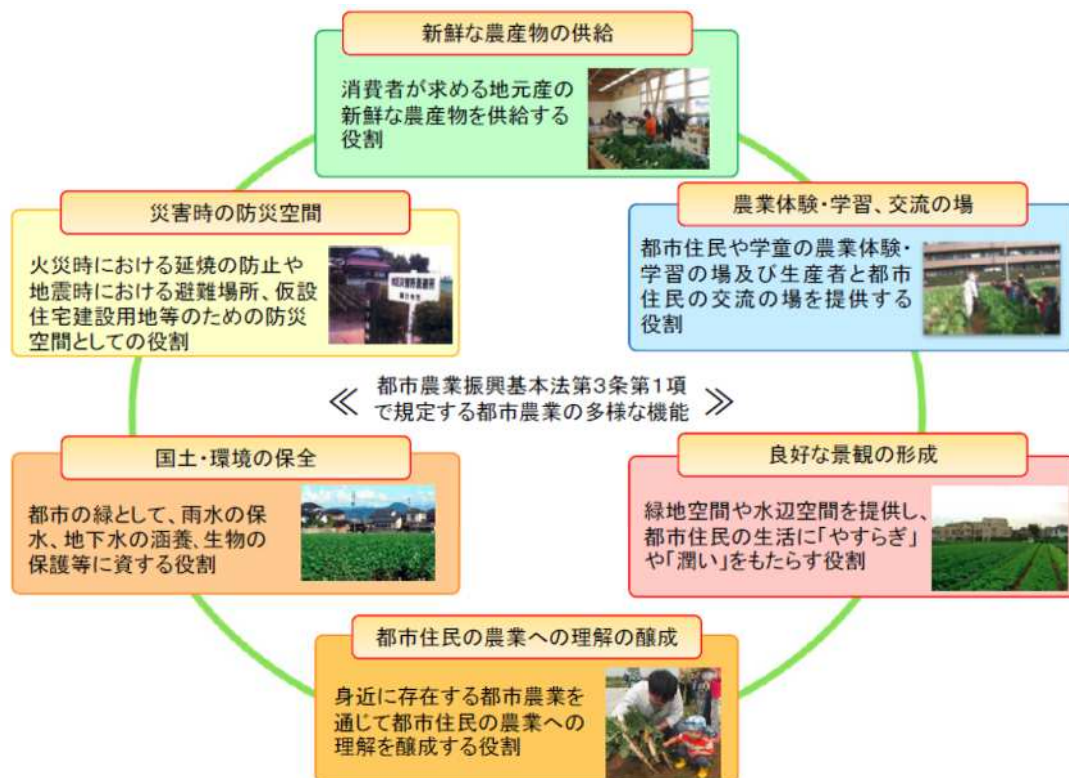 新鮮な農産物の供給
消費者が求める地元産の
新鮮な農産物を供給する
役割
災害時の防災空間
火災時における延焼の防止や
地震時における避難場所、仮設
住宅建設用地等のための防災
空間としての役割
農業体験・学習、交流の場
都市住民や学童の農業体験・
学習の場及び生産者と都市
住民の交流の場を提供する
役割
≪ 都市農業振興基本法第3条第1項 ≫
で規定する都市農業の多様な機能
国土・環境の保全
都市の緑として、雨水の保
水、地下水の涵養、生物の
保護等に資する役割
良好な景観の形成
緑地空間や水辺空間を提供し、
都市住民の生活に「やすらぎ」
や「潤い」をもたらす役割
都市住民の農業への理解の醸成
身近に存在する都市農業を
通じて都市住民の農業への
理解を醸成する役割